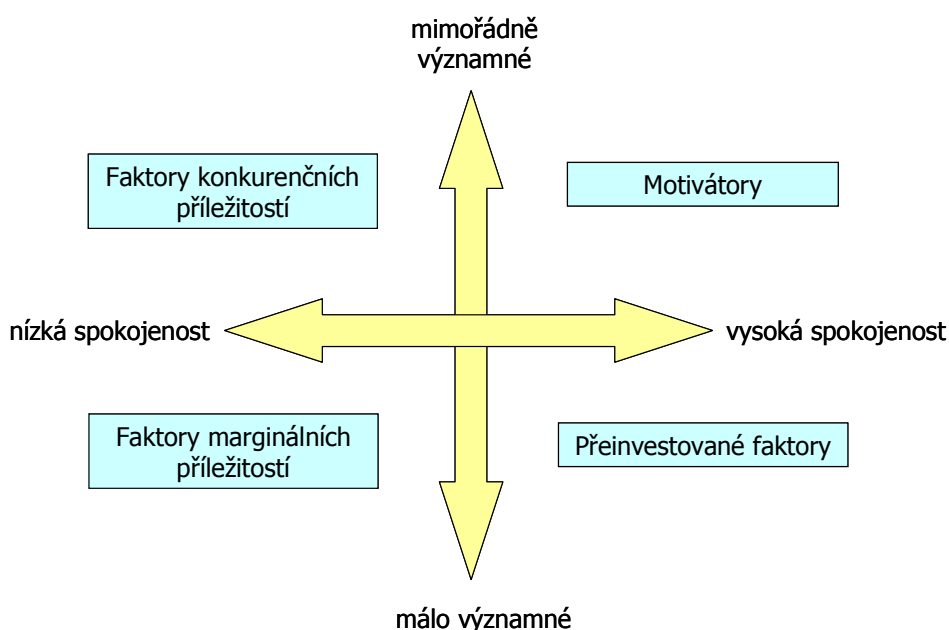 mimořádně
významné
Faktory konkurenčních
příležitostí
Motivátory
nízká spokojenost
vysoká spokojenost
Faktory marginálních
příležitostí
Přeinvestované faktory
málo významné